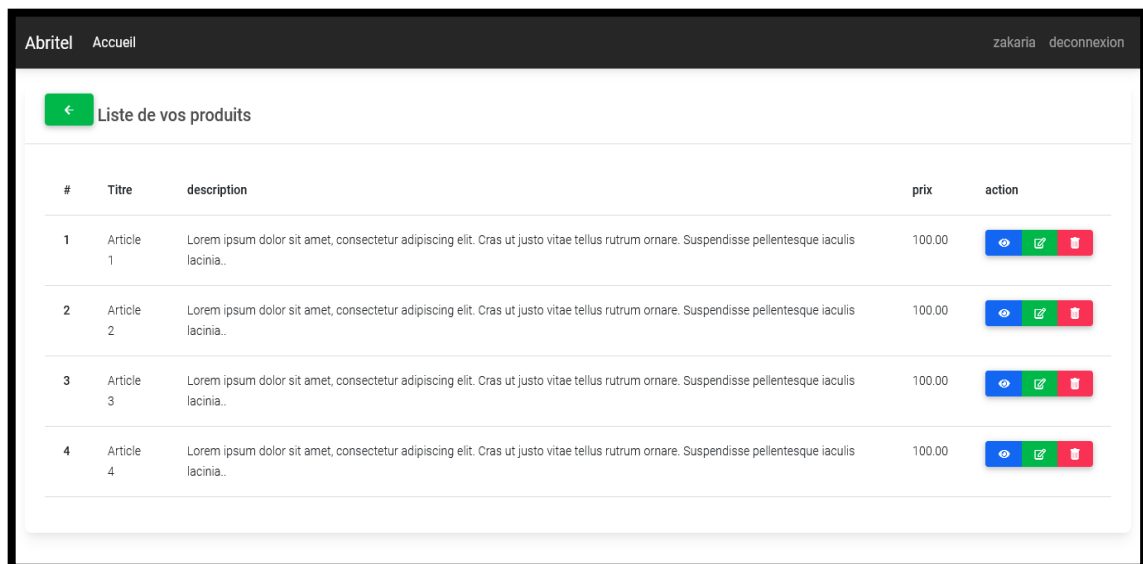 Abritel Accueil zakaria deconnexion
Liste de vos produits
# Titre description prix action
1 Article Lorem ipsum dolor sit amet, consectetur adipiscing elit. Cras ut justo vitae tellus rutrum ornare. Suspendisse pellentesque iaculis 100.00
1 lacinia..
2 Article Lorem ipsum dolor sit amet, consectetur adipiscing elit. Cras ut justo vitae tellus rutrum ornare. Suspendisse pellentesque iaculis 100.00
2 lacinia..
3 Article Lorem ipsum dolor sit amet, consectetur adipiscing elit. Cras ut justo vitae tellus rutrum ornare. Suspendisse pellentesque iaculis 100.00
3 lacinia..
4 Article Lorem ipsum dolor sit amet, consectetur adipiscing elit. Cras ut justo vitae tellus rutrum ornare. Suspendisse pellentesque iaculis 100.00
4 lacinia..